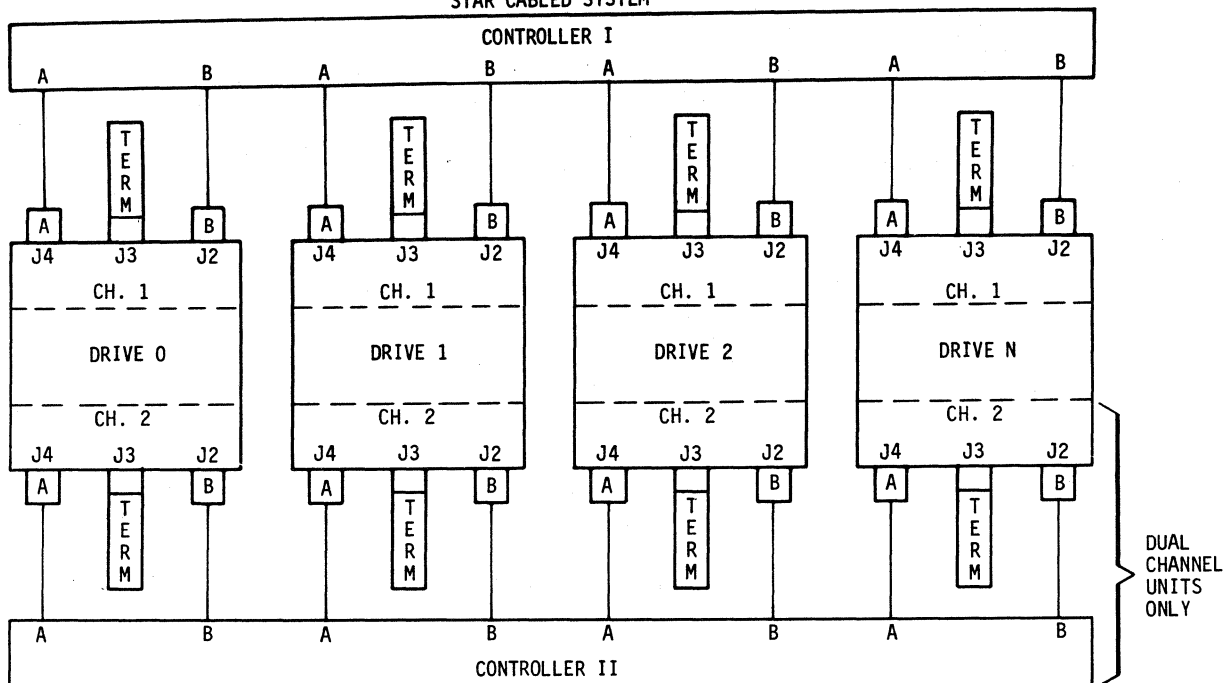 STAR CABLED SYSTEM
CONTROLLER I
A B A B A B A B
TERM TERM TERM TERM
A B A B A B A B
J4 J3 J2 J4 J3 J2 J4 J3 J2 J4 J3 J2
CH. 1 CH. 1 CH. 1 CH. 1
DRIVE 0 DRIVE 1 DRIVE 2 DRIVE N
CH. 2 CH. 2 CH. 2 CH. 2
J4 J3 J2 J4 J3 J2 J4 J3 J2 J4 J3 J2
A B A B A B A B
TERM TERM TERM TERM
DUAL
CHANNEL
UNITS
ONLY
A B A B A B A B
CONTROLLER II